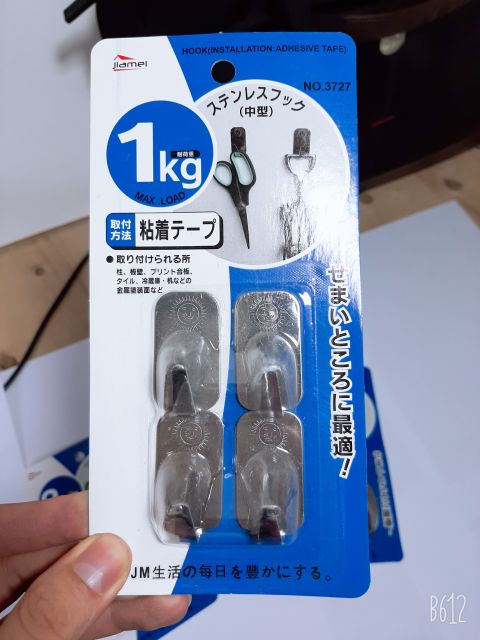 Jiamei
HOOK(INSTALLATION:ADHESIVE TAPE)
NO.3727
ステンレスフック
(中型)
1kg
耐荷重
MAX .LOAD
取付
方法
粘着テープ
●取り付けられる所
柱、板壁、プリント合板、
タイル、冷蔵庫・机などの
金属塗装面など
せまいところに最適!
JM生活の毎日を豊かにする。
B612